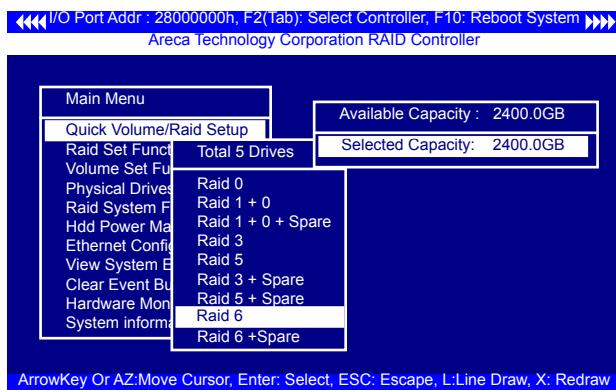 I/O Port Addr : 28000000h, F2(Tab): Select Controller, F10: Reboot System
Areca Technology Corporation RAID Controller
Main Menu
Quick Volume/Raid Setup
Raid Set Funct
Volume Set Fu
Physical Drives
Raid System F
Hdd Power Ma
Ethernet Config
View System E
Clear Event Bu
Hardware Mon
System informa
Total 5 Drives
Raid 0
Raid 1 + 0
Raid 1 + 0 + Spare
Raid 3
Raid 5
Raid 3 + Spare
Raid 5 + Spare
Raid 6
Raid 6 +Spare
Available Capacity : 2400.0GB
Selected Capacity: 2400.0GB
ArrowKey Or AZ:Move Cursor, Enter: Select, ESC: Escape, L:Line Draw, X: Redraw